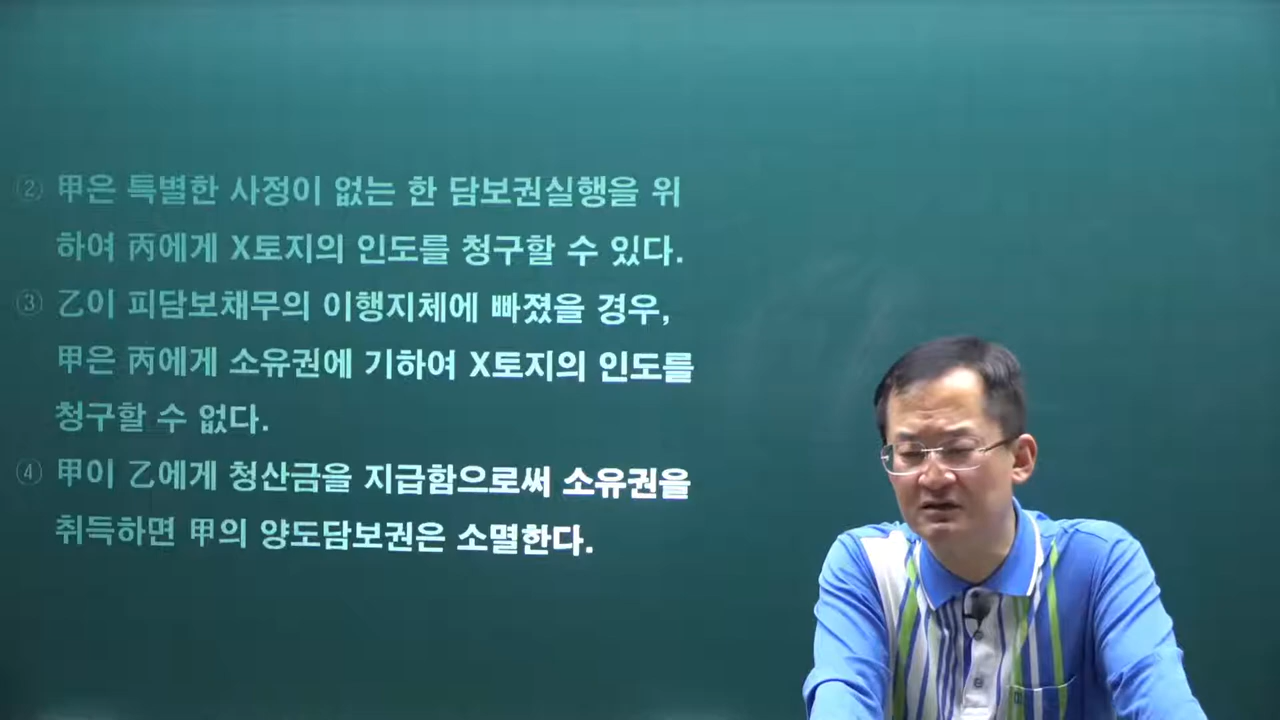 ② 甲은 특별한 사정이 없는 한 담보권실행을 위
하여 丙에게 X토지의 인도를 청구할 수 있다.
③ 乙이 피담보채무의 이행지체에 빠졌을 경우,
甲은 丙에게 소유권에 기하여 X토지의 인도를
청구할 수 없다.
④ 甲이 乙에게 청산금을 지급함으로써 소유권을
취득하면 甲의 양도담보권은 소멸한다.